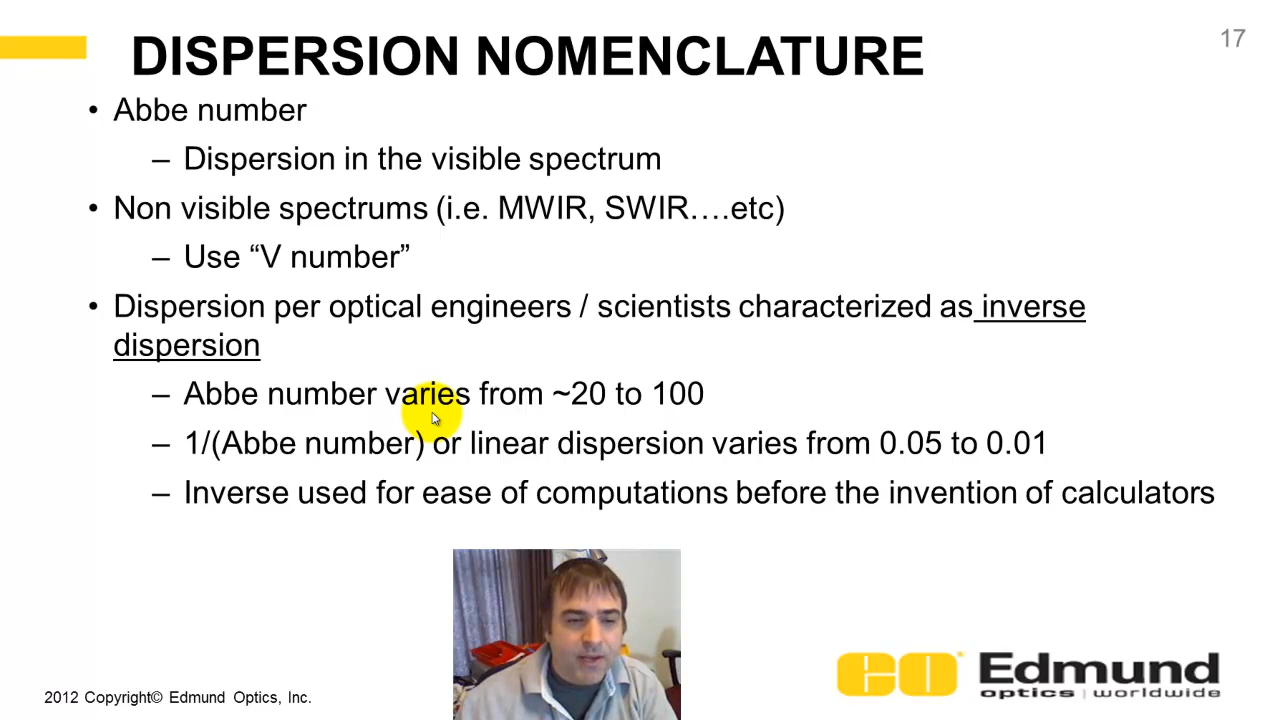 17
DISPERSION NOMENCLATURE
• Abbe number
– Dispersion in the visible spectrum
• Non visible spectrums (i.e. MWIR, SWIR….etc)
– Use “V number”
• Dispersion per optical engineers / scientists characterized as inverse
dispersion
– Abbe number varies from ~20 to 100
– 1/(Abbe number) or linear dispersion varies from 0.05 to 0.01
– Inverse used for ease of computations before the invention of calculators
2012 Copyright© Edmund Optics, Inc.
EO Edmund
optics | worldwide